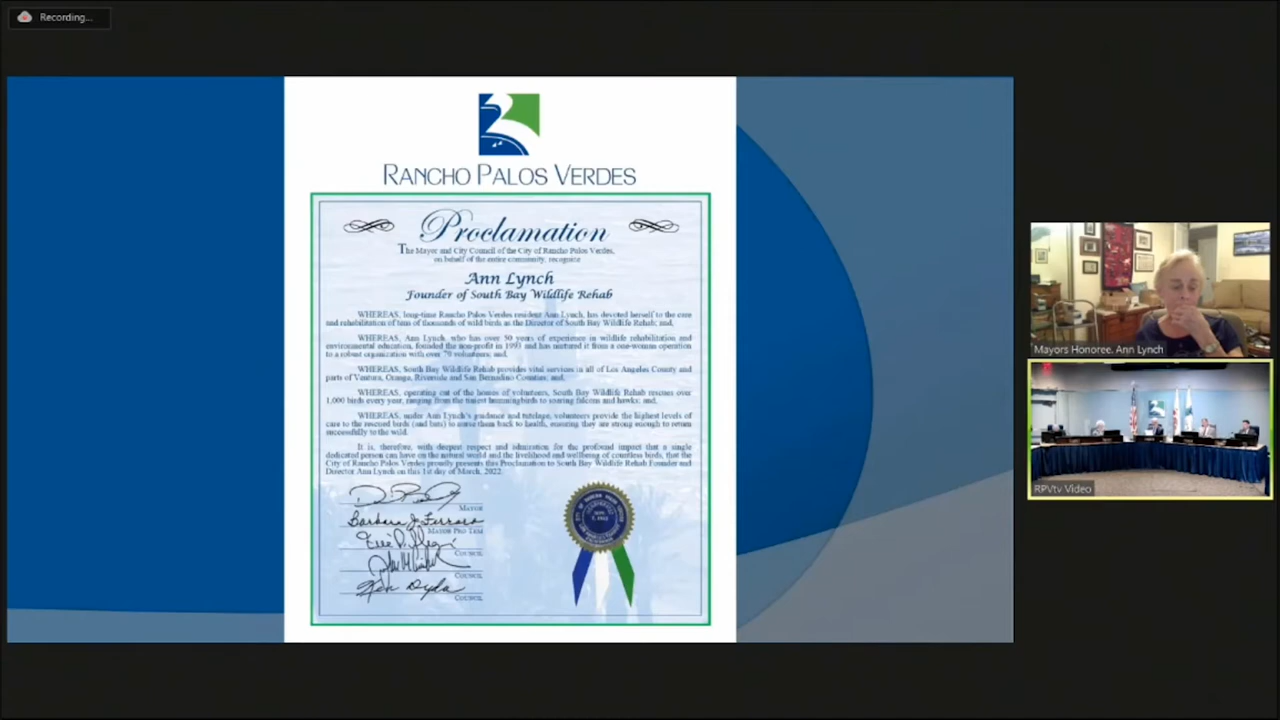 Recording...
RANCHO PALOS VERDES
Proclamation
The Mayor and City Council of the City of Rancho Palos Verdes,
on behalf of the entire community, recognize
Ann Lynch
Founder of South Bay Wildlife Rehab
WHEREAS, long-time Rancho Palos Verdes resident Ann Lynch, has devoted herself to the care
and rehabilitation of tens of thousands of wild birds as the Director of South Bay Wildlife Rehab; and,
WHEREAS, Ann Lynch, who has over 50 years of experience in wildlife rehabilitation and
environmental education, founded the non-profit in 1993 and has nurtured it from a one-woman operation
to a robust organization with over 70 volunteers; and,
WHEREAS, South Bay Wildlife Rehab provides vital services in all of Los Angeles County and
parts of Ventura, Orange, Riverside and San Bernardino Counties; and,
WHEREAS, operating out of the homes of volunteers, South Bay Wildlife Rehab rescues over
1,000 birds every year, ranging from the tiniest hummingbirds to soaring falcons and hawks; and,
WHEREAS, under Ann Lynch's guidance and tutelage, volunteers provide the highest levels of
care to the rescued birds (and bats) to nurse them back to health, ensuring they are strong enough to return
successfully to the wild.
It is, therefore, with deepest respect and admiration for the profound impact that a single
dedicated person can have on the natural world and the livelihood and wellbeing of countless birds, that the
City of Rancho Palos Verdes proudly presents this Proclamation to South Bay Wildlife Rehab Founder and
Director Ann Lynch on this 1st day of March, 2022.
MAYOR
Barbara J. Ferraro
MAYOR PRO TEM
COUNCIL
COUNCIL
Ken Dyda
COUNCIL
Mayors Honoree, Ann Lynch
RPVtv Video